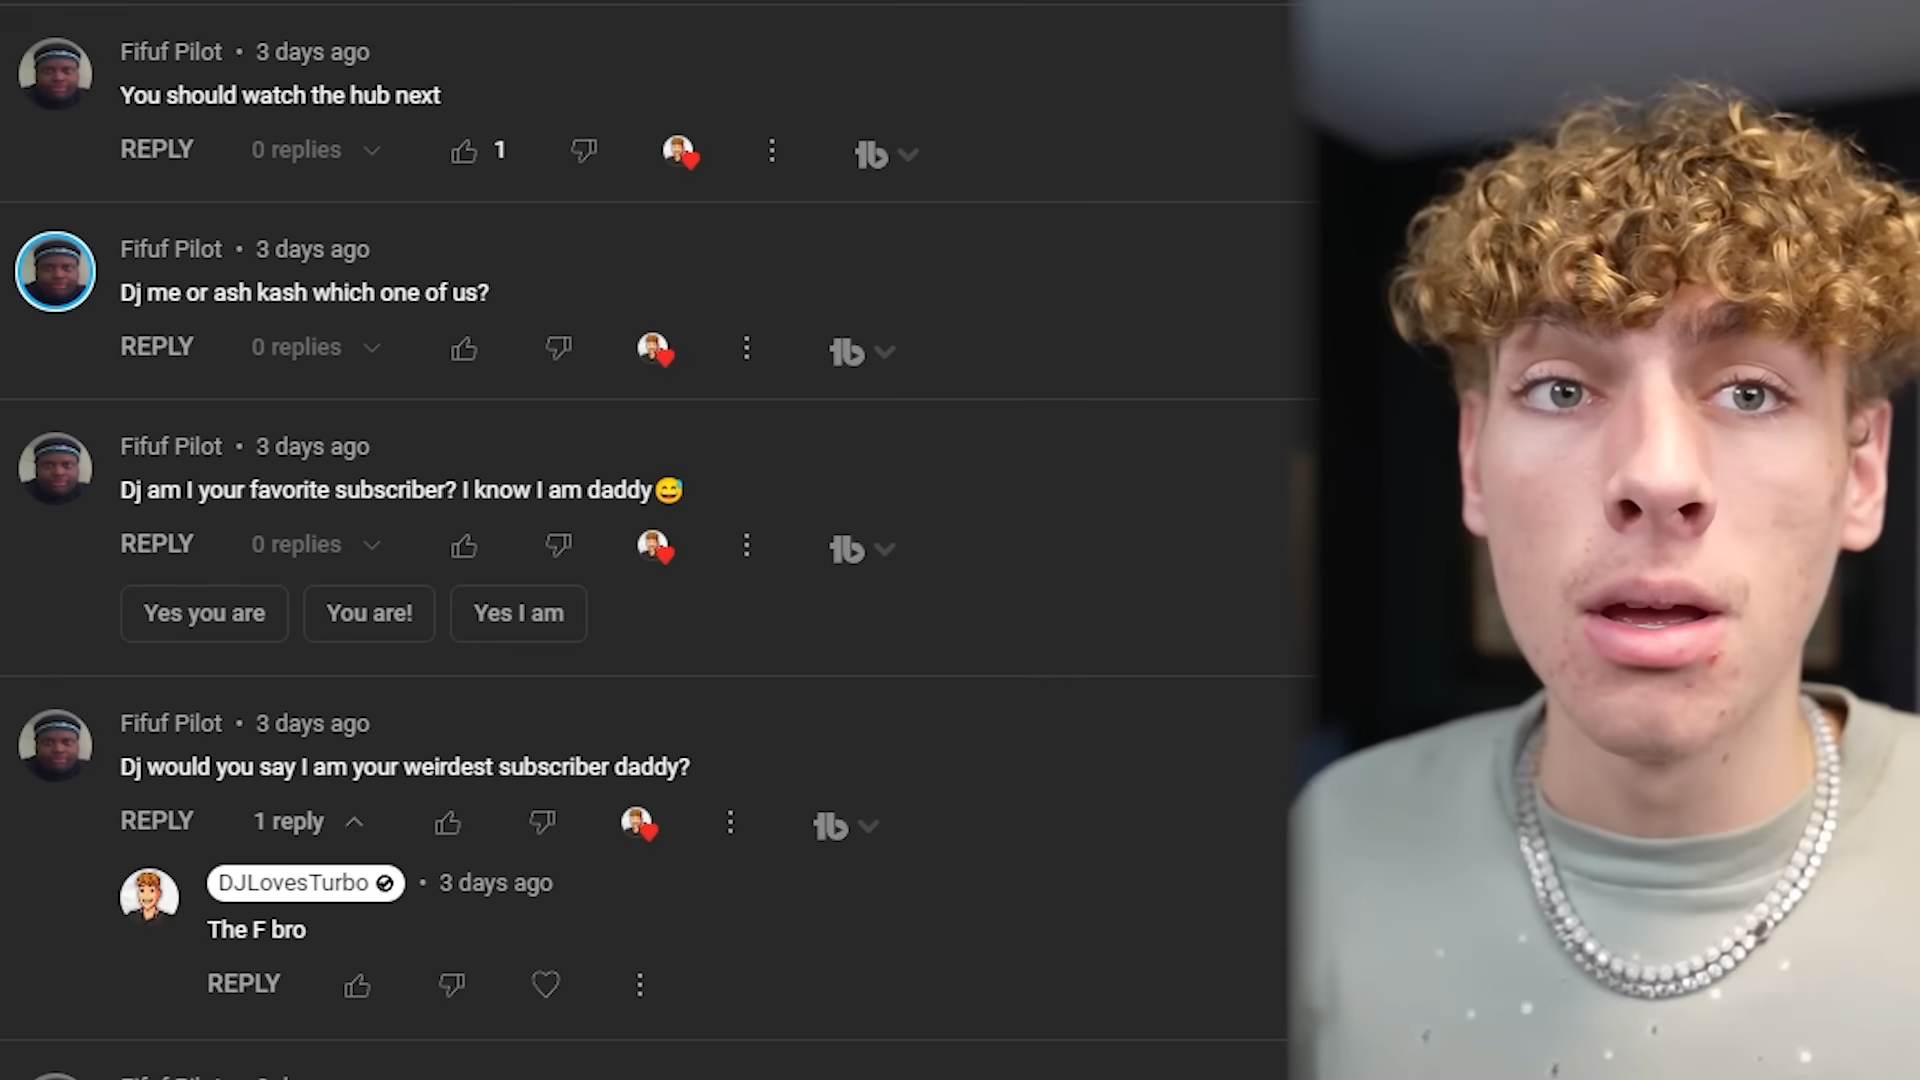 Fifuf Pilot • 3 days ago
You should watch the hub next
REPLY 0 replies 1
Fifuf Pilot • 3 days ago
Dj me or ash kash which one of us?
REPLY 0 replies
Fifuf Pilot • 3 days ago
Dj am I your favorite subscriber? I know I am daddy😅
REPLY 0 replies
Yes you are You are! Yes I am
Fifuf Pilot • 3 days ago
Dj would you say I am your weirdest subscriber daddy?
REPLY 1 reply
DJLovesTurbo • 3 days ago
The F bro
REPLY